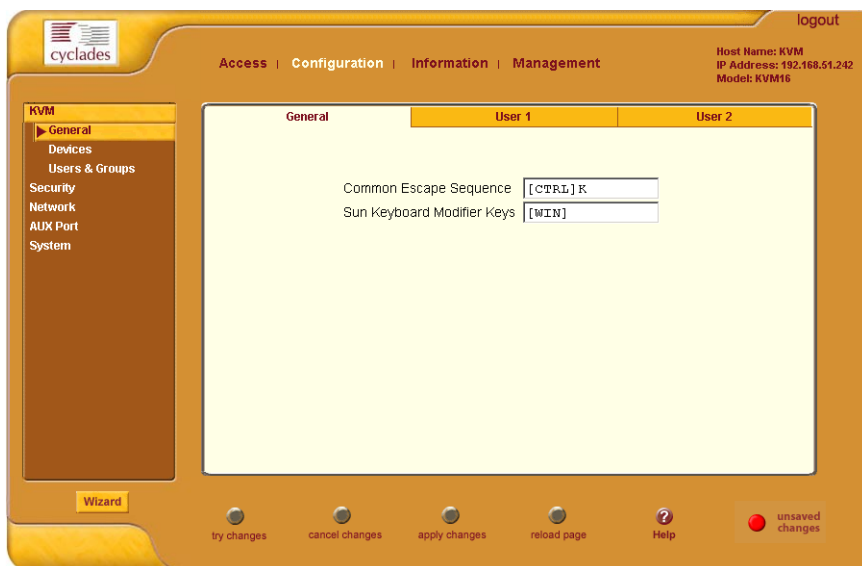 logout
cyclades
Access | Configuration | Information | Management
Host Name: KVM
IP Address: 192.168.51.242
Model: KVM16
KVM
General
Devices
Users & Groups
Security
Network
AUX Port
System
General
User 1
User 2
Common Escape Sequence [CTRL]K
Sun Keyboard Modifier Keys [WIN]
Wizard
try changes
cancel changes
apply changes
reload page
?
Help
unsaved
changes